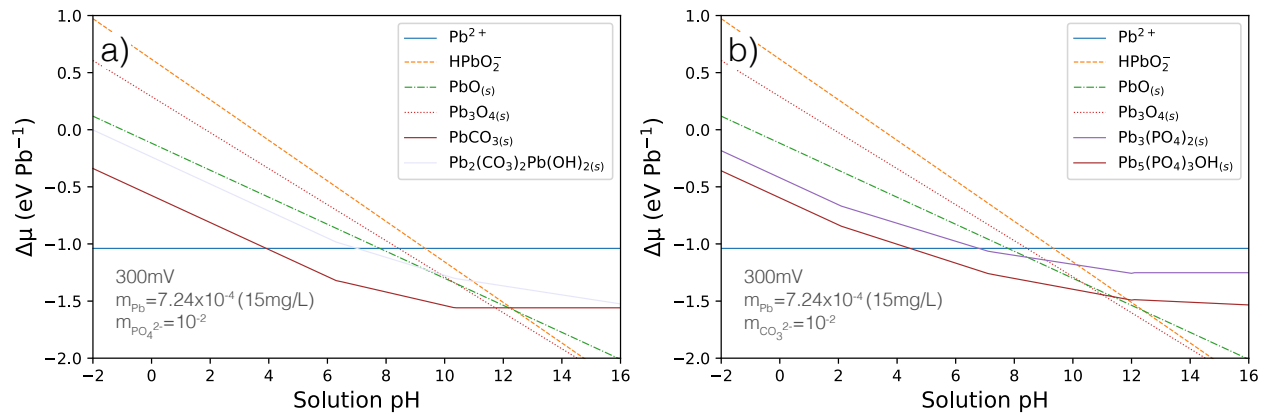 a)
Δμ (eV Pb⁻¹)
1.0
0.5
0.0
−0.5
−1.0
−1.5
−2.0
Pb²⁺
HPbO₂⁻
PbO₍ₛ₎
Pb₃O₄₍ₛ₎
PbCO₃₍ₛ₎
Pb₂(CO₃)₂Pb(OH)₂₍ₛ₎
300mV
m_Pb=7.24x10⁻⁴ (15mg/L)
m_PO₄²⁻=10⁻²
−2 0 2 4 6 8 10 12 14 16
Solution pH
b)
Δμ (eV Pb⁻¹)
1.0
0.5
0.0
−0.5
−1.0
−1.5
−2.0
Pb²⁺
HPbO₂⁻
PbO₍ₛ₎
Pb₃O₄₍ₛ₎
Pb₃(PO₄)₂₍ₛ₎
Pb₅(PO₄)₃OH₍ₛ₎
300mV
m_Pb=7.24x10⁻⁴ (15mg/L)
m_CO₃²⁻=10⁻²
−2 0 2 4 6 8 10 12 14 16
Solution pH